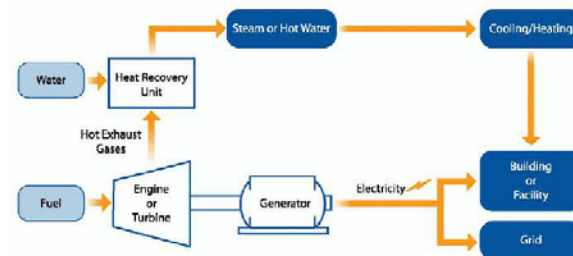 Steam or Hot Water
Cooling/Heating
Water
Heat Recovery
Unit
Hot Exhaust
Gases
Fuel
Engine
or
Turbine
Generator
Electricity
Building
or
Facility
Grid